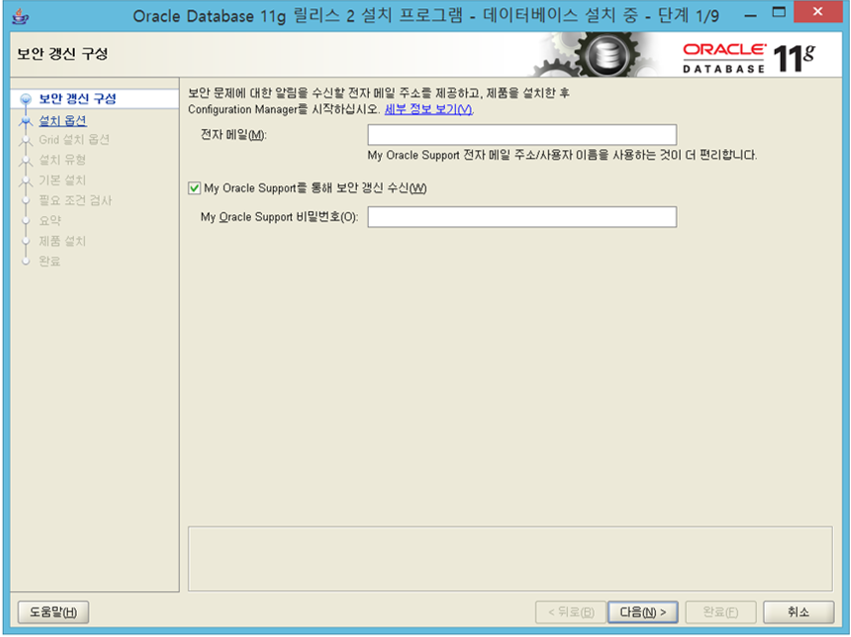 Oracle Database 11g 릴리스 2 설치 프로그램 - 데이터베이스 설치 중 - 단계 1/9
보안 갱신 구성
ORACLE
DATABASE 11g
보안 갱신 구성
설치 옵션
Grid 설치 옵션
설치 유형
기본 설치
필요 조건 검사
요약
제품 설치
완료
보안 문제에 대한 알림을 수신할 전자 메일 주소를 제공하고, 제품을 설치한 후
Configuration Manager를 시작하십시오. 세부 정보 보기(V).
전자 메일(M):
My Oracle Support 전자 메일 주소/사용자 이름을 사용하는 것이 더 편리합니다.
My Oracle Support를 통해 보안 갱신 수신(W)
My Oracle Support 비밀번호(O):
도움말(H)
< 뒤로(B)
다음(N) >
완료(F)
취소